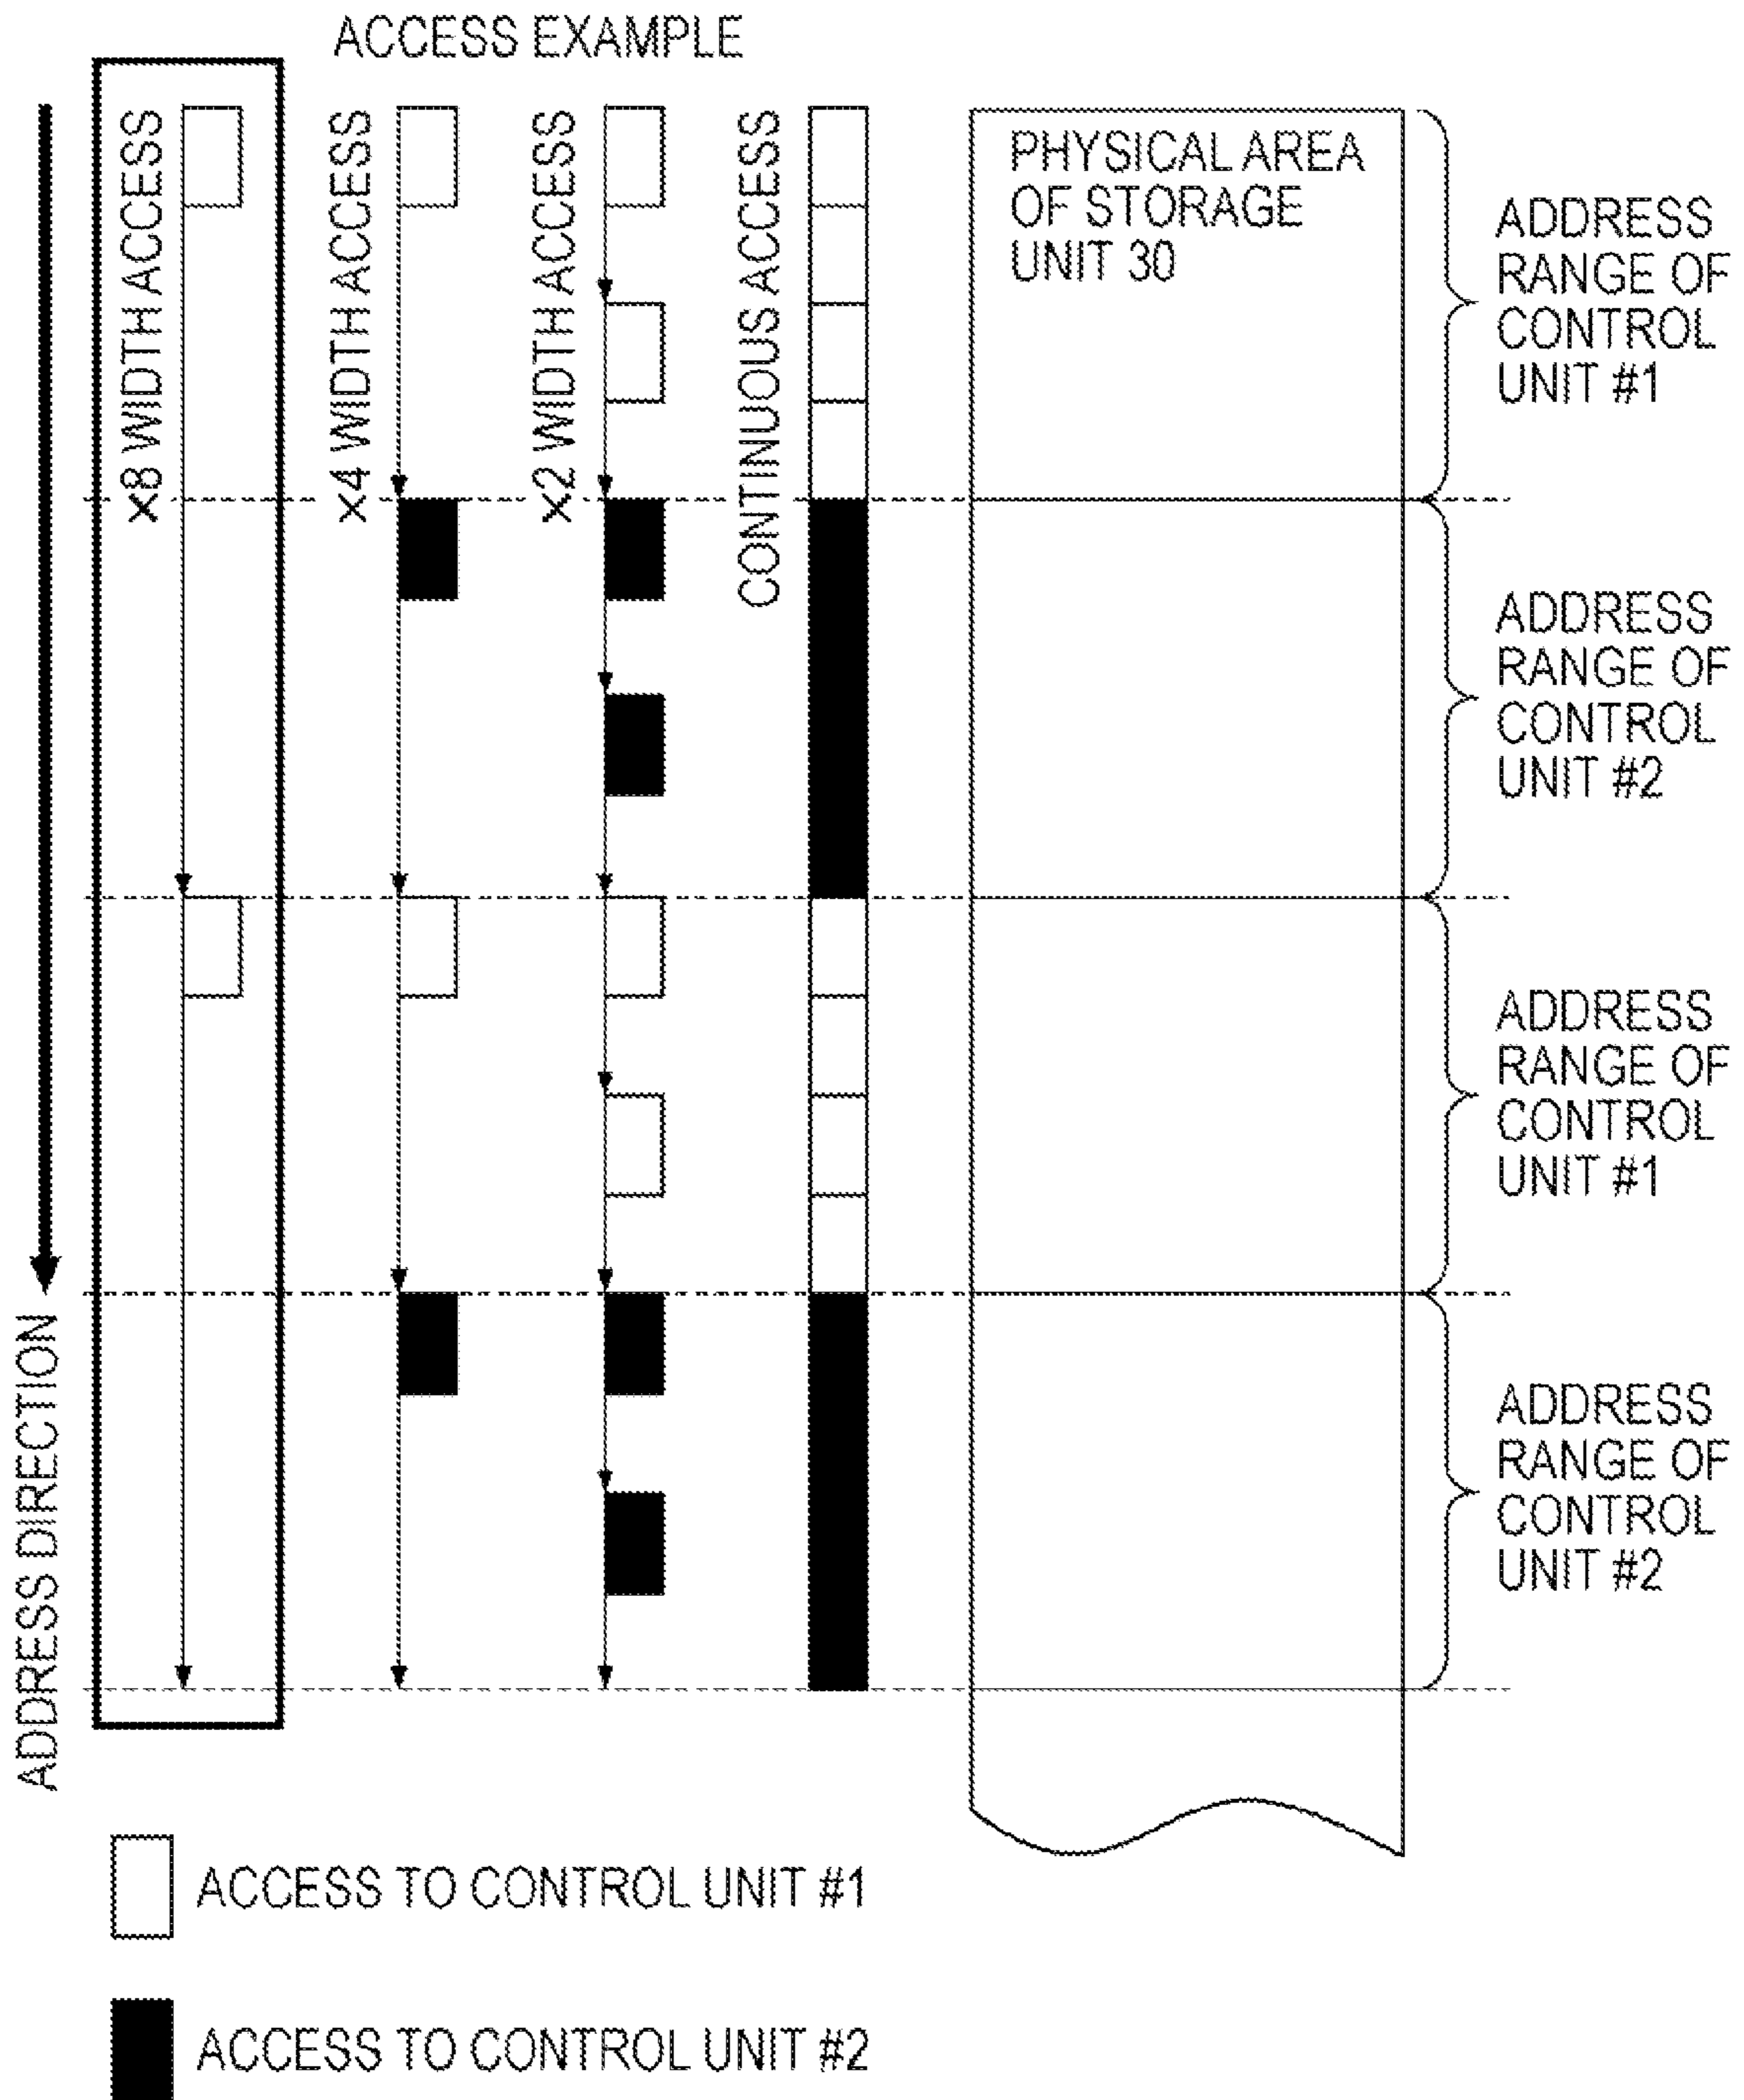 ACCESS EXAMPLE
×8 WIDTH ACCESS
×4 WIDTH ACCESS
×2 WIDTH ACCESS
CONTINUOUS ACCESS
PHYSICAL AREA
OF STORAGE
UNIT 30
ADDRESS
RANGE OF
CONTROL
UNIT #1
ADDRESS
RANGE OF
CONTROL
UNIT #2
ADDRESS
RANGE OF
CONTROL
UNIT #1
ADDRESS
RANGE OF
CONTROL
UNIT #2
ADDRESS DIRECTION
ACCESS TO CONTROL UNIT #1
ACCESS TO CONTROL UNIT #2